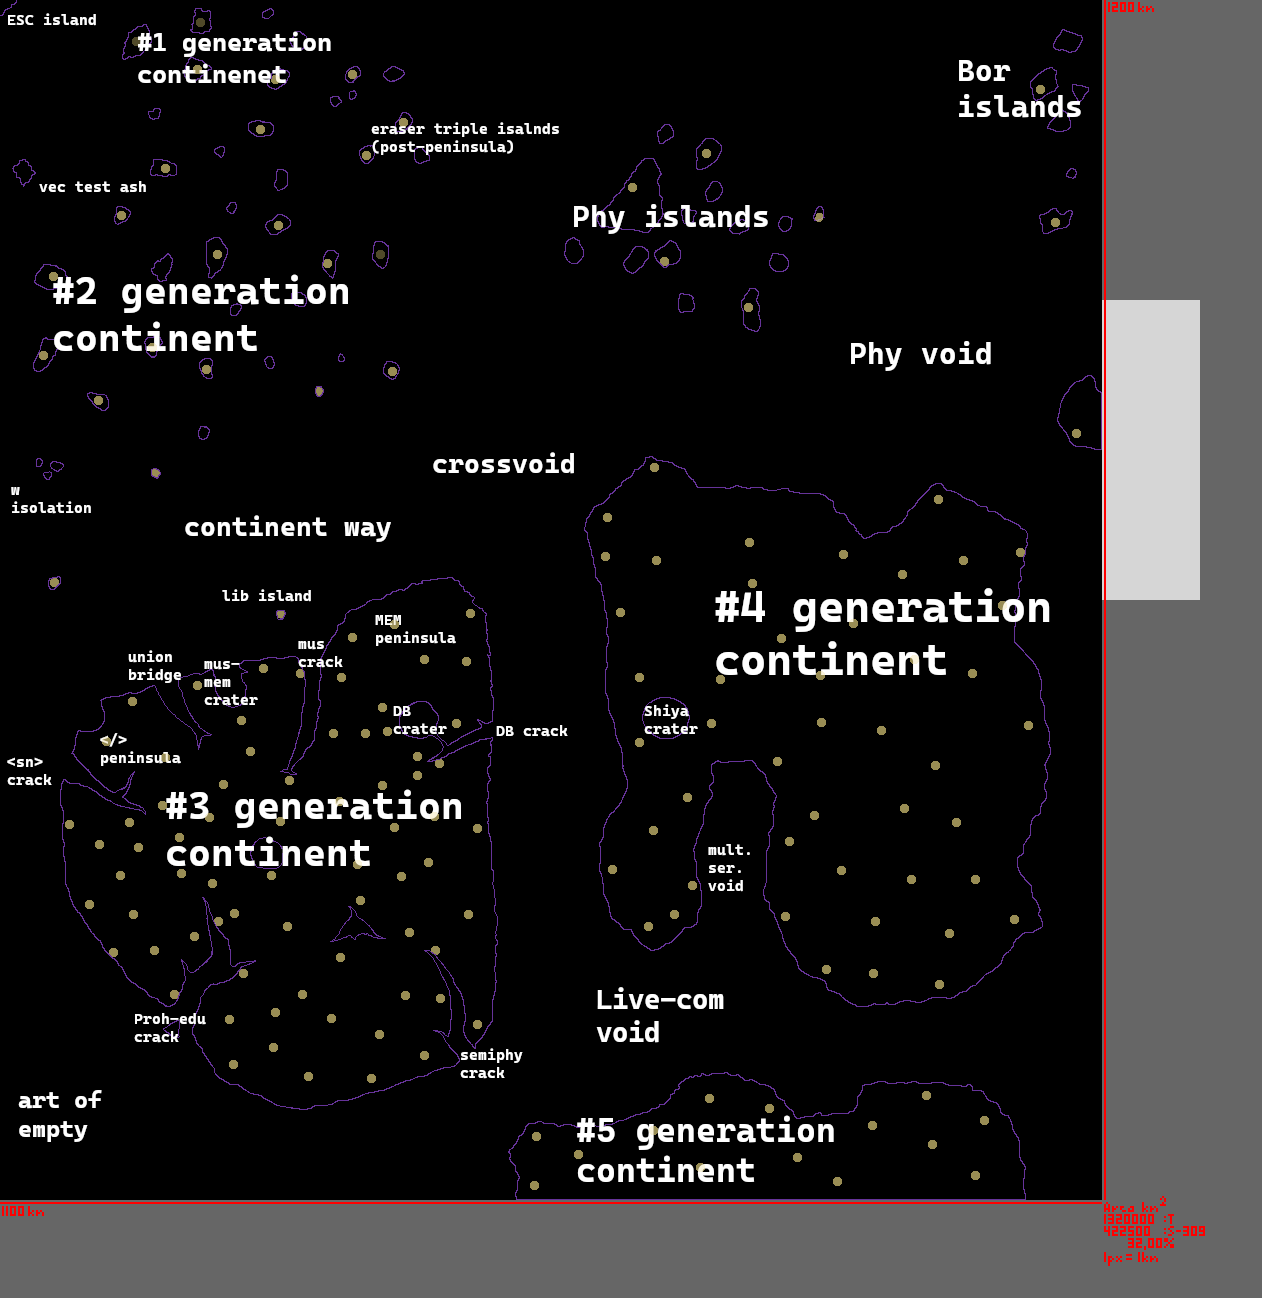 ESC island
1200 km
#1 generation
continenet
Bor
islands
eraser triple isalnds
(post-peninsula)
vec test ash
Phy islands
#2 generation
continent
Phy void
crossvoid
w
isolation
continent way
lib island
#4 generation
continent
MEM
peninsula
mus
crack
union
bridge
mus-
mem
crater
DB
crater
Shiya
crater
DB crack
</>
peninsula
<sn>
crack
#3 generation
continent
mult.
ser.
void
Live-com
void
Proh-edu
crack
semiphy
crack
art of
empty
#5 generation
continent
1100 km
Area km²
1320000 :T
422500 :S-309
32,00%
1px = 1km